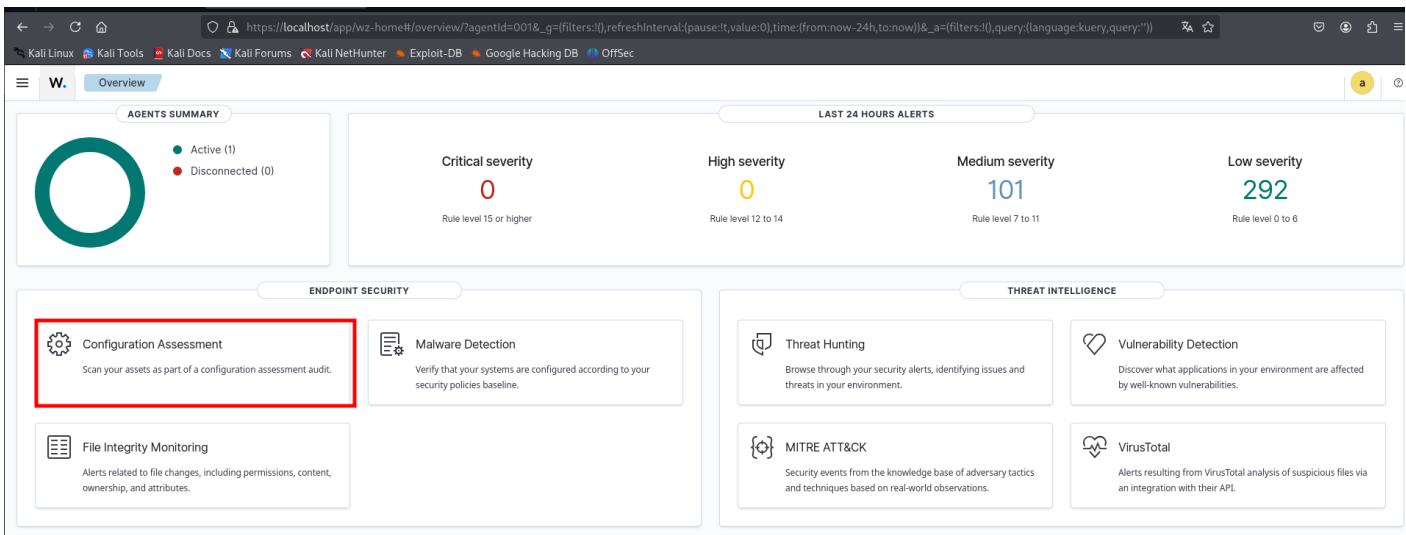 https://localhost/app/wz-home#/overview/?agentId=001&_g=(filters:!(),refreshInterval:(pause:!t,value:0),time:(from:now-24h,to:now))&_a=(filters:!(),query:(language:kuery,query:''))
Kali Linux Kali Tools Kali Docs Kali Forums Kali NetHunter Exploit-DB Google Hacking DB OffSec
W. Overview a
AGENTS SUMMARY
Active (1)
Disconnected (0)
LAST 24 HOURS ALERTS
Critical severity
0
Rule level 15 or higher
High severity
0
Rule level 12 to 14
Medium severity
101
Rule level 7 to 11
Low severity
292
Rule level 0 to 6
ENDPOINT SECURITY
Configuration Assessment
Scan your assets as part of a configuration assessment audit.
Malware Detection
Verify that your systems are configured according to your
security policies baseline.
File Integrity Monitoring
Alerts related to file changes, including permissions, content,
ownership, and attributes.
THREAT INTELLIGENCE
Threat Hunting
Browse through your security alerts, identifying issues and
threats in your environment.
Vulnerability Detection
Discover what applications in your environment are affected
by well-known vulnerabilities.
MITRE ATT&CK
Security events from the knowledge base of adversary tactics
and techniques based on real-world observations.
VirusTotal
Alerts resulting from VirusTotal analysis of suspicious files via
an integration with their API.